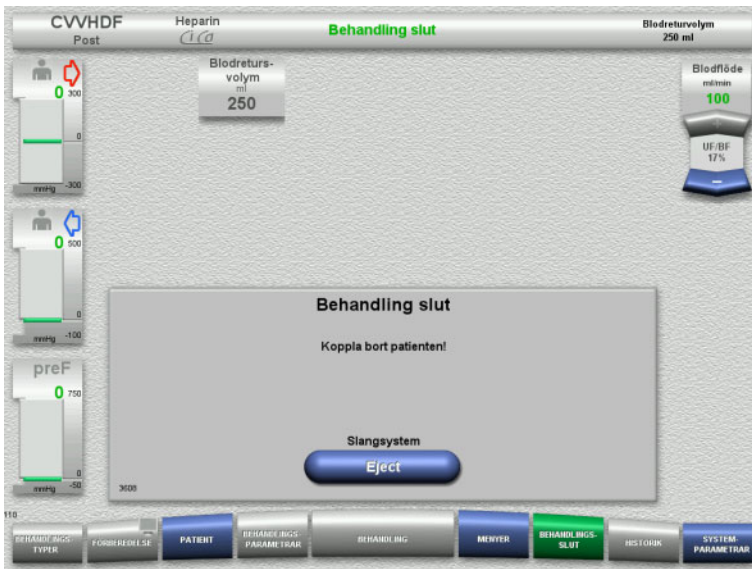 CVVHDF
Post
Heparin
CiCa
Behandling slut
Blodreturvolym
250 ml
0
300
0
-300
mmHg
Blodreturs-
volym
ml
250
Blodflöde
ml/min
100
UF/BF
17%
0
500
0
-100
mmHg
preF
0
750
0
-50
mmHg
Behandling slut
Koppla bort patienten!
Slangsystem
Eject
3608
110
BEHANDLINGS-
TYPER
FÖRBEREDELSE
PATIENT
BEHANDLINGS-
PARAMETRAR
BEHANDLING
MENYER
BEHANDLINGS-
SLUT
HISTORIK
SYSTEM-
PARAMETRAR